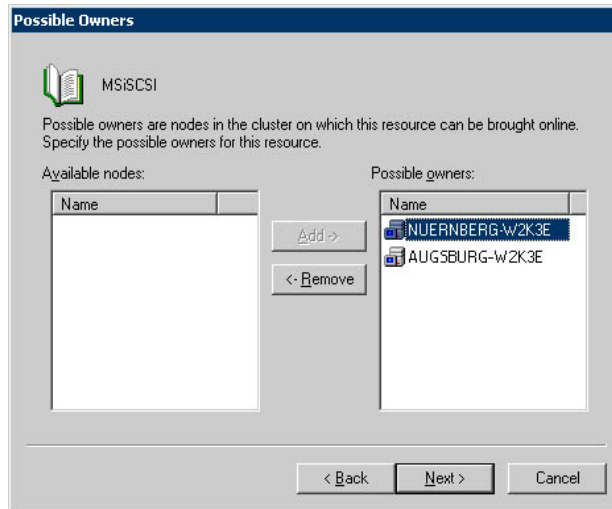 Possible Owners
MSiSCSI
Possible owners are nodes in the cluster on which this resource can be brought online.
Specify the possible owners for this resource.
Available nodes:
Possible owners:
Name
Name
Add ->
NUERNBERG-W2K3E
AUGSBURG-W2K3E
<- Remove
< Back
Next >
Cancel